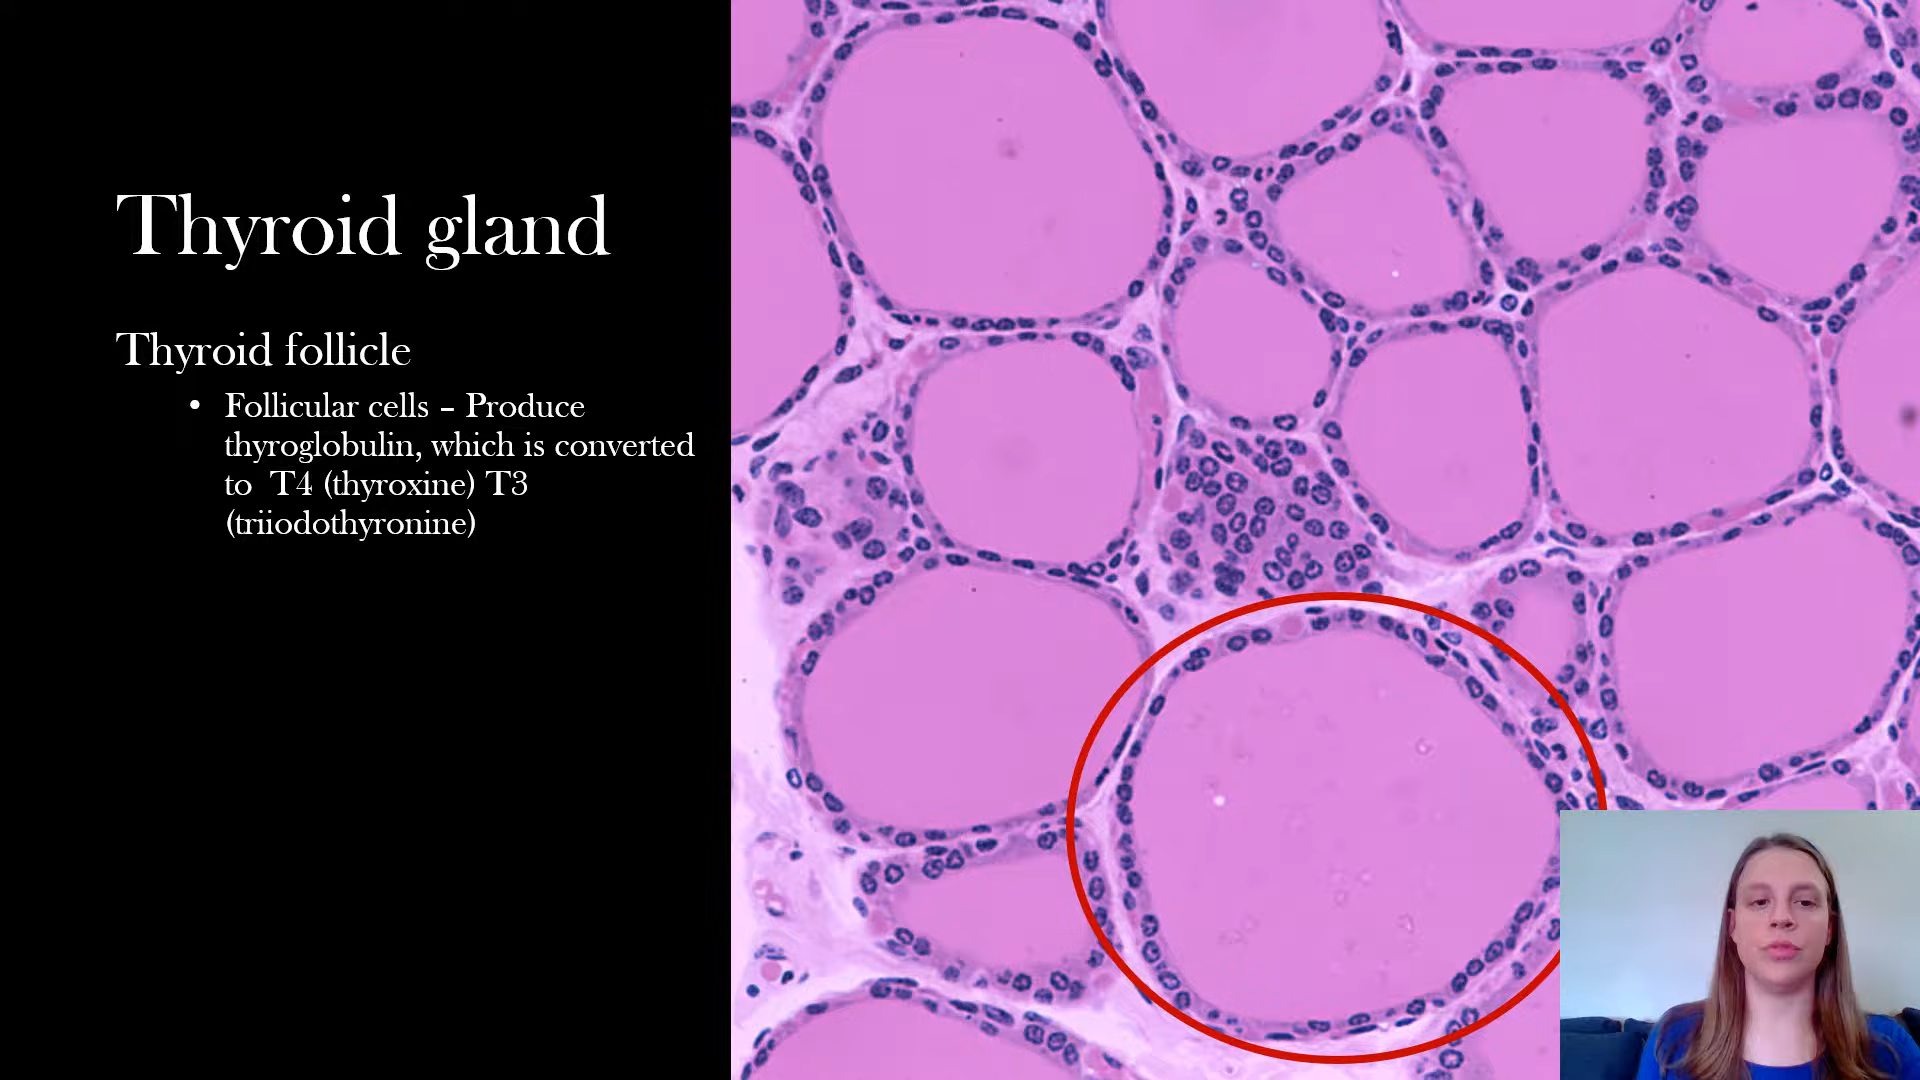 Thyroid gland
Thyroid follicle
• Follicular cells – Produce
thyroglobulin, which is converted
to  T4 (thyroxine) T3
(triiodothyronine)